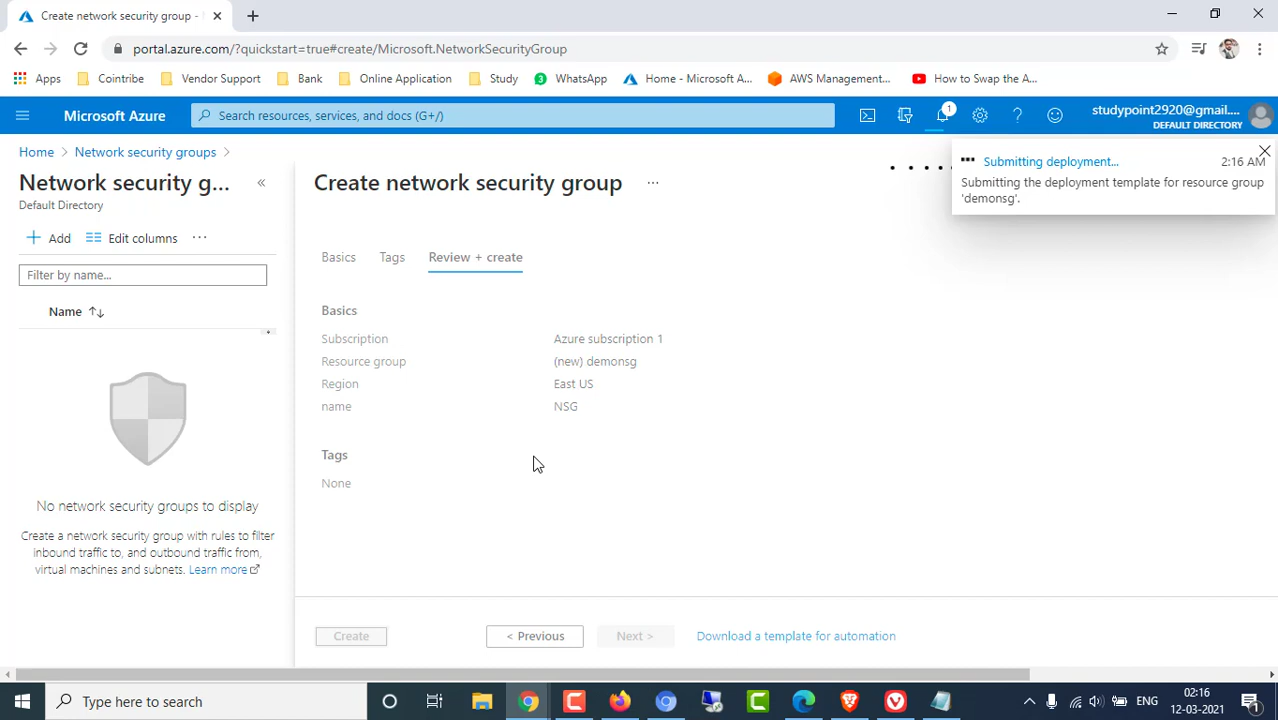 Create network security group -
portal.azure.com/?quickstart=true#create/Microsoft.NetworkSecurityGroup
Apps
Cointribe
Vendor Support
Bank
Online Application
Study
3
WhatsApp
Home - Microsoft A...
AWS Management...
How to Swap the A...
Microsoft Azure
Search resources, services, and docs (G+/)
1
studypoint2920@gmail....
DEFAULT DIRECTORY
Home > Network security groups >
Submitting deployment...
2:16 AM
Submitting the deployment template for resource group
'demonsg'.
Network security g...
Default Directory
Create network security group
Add
Edit columns
Filter by name...
Name
No network security groups to display
Create a network security group with rules to filter
inbound traffic to, and outbound traffic from,
virtual machines and subnets. Learn more
Basics
Tags
Review + create
Basics
Subscription Azure subscription 1
Resource group (new) demonsg
Region East US
name NSG
Tags
None
Create
< Previous
Next >
Download a template for automation
Type here to search
ENG
02:16
12-03-2021
1